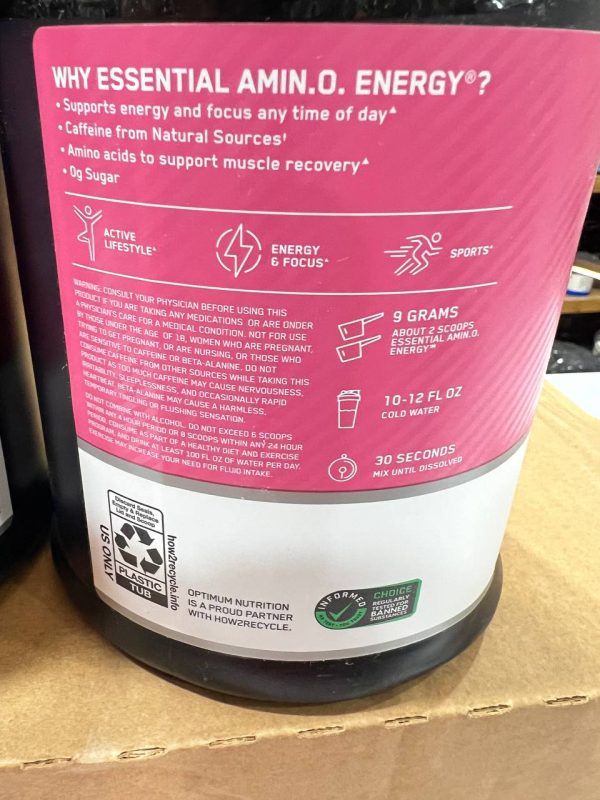 WHY ESSENTIAL AMIN.O. ENERGY®?
• Supports energy and focus any time of day▲
• Caffeine from Natural Sources†
• Amino acids to support muscle recovery▲
• 0g Sugar
ACTIVE
LIFESTYLE▲
ENERGY
& FOCUS▲
SPORTS▲
WARNING: CONSULT YOUR PHYSICIAN BEFORE USING THIS
PRODUCT IF YOU ARE TAKING ANY MEDICATIONS OR ARE UNDER
A PHYSICIAN'S CARE FOR A MEDICAL CONDITION. NOT FOR USE
BY THOSE UNDER THE AGE OF 18, WOMEN WHO ARE PREGNANT,
TRYING TO GET PREGNANT OR ARE NURSING, OR THOSE WHO
ARE SENSITIVE TO CAFFEINE OR BETA-ALANINE. DO NOT
CONSUME CAFFEINE FROM OTHER SOURCES WHILE TAKING THIS
PRODUCT AS TOO MUCH CAFFEINE MAY CAUSE NERVOUSNESS,
IRRITABILITY, SLEEPLESSNESS, AND OCCASIONALLY RAPID
HEARTBEAT. BETA-ALANINE MAY CAUSE A HARMLESS,
TEMPORARY TINGLING OR FLUSHING SENSATION.
DO NOT COMBINE WITH ALCOHOL. DO NOT EXCEED 6 SCOOPS
WITHIN ANY 4 HOUR PERIOD OR 8 SCOOPS WITHIN ANY 24 HOUR
PERIOD. CONSUME AS PART OF A HEALTHY DIET AND EXERCISE
PROGRAM, AND DRINK AT LEAST 100 FL OZ OF WATER PER DAY.
EXERCISE MAY INCREASE YOUR NEED FOR FLUID INTAKE.
9 GRAMS
ABOUT 2 SCOOPS
ESSENTIAL AMIN.O.
ENERGY™
10-12 FL OZ
COLD WATER
30 SECONDS
MIX UNTIL DISSOLVED
Discard Seals,
Empty & Replace
Lid and Scoop
PLASTIC
TUB
US ONLY
how2recycle.info
OPTIMUM NUTRITION
IS A PROUD PARTNER
WITH HOW2RECYCLE.
INFORMED
CHOICE
REGULARLY
TESTED FOR
BANNED
SUBSTANCES